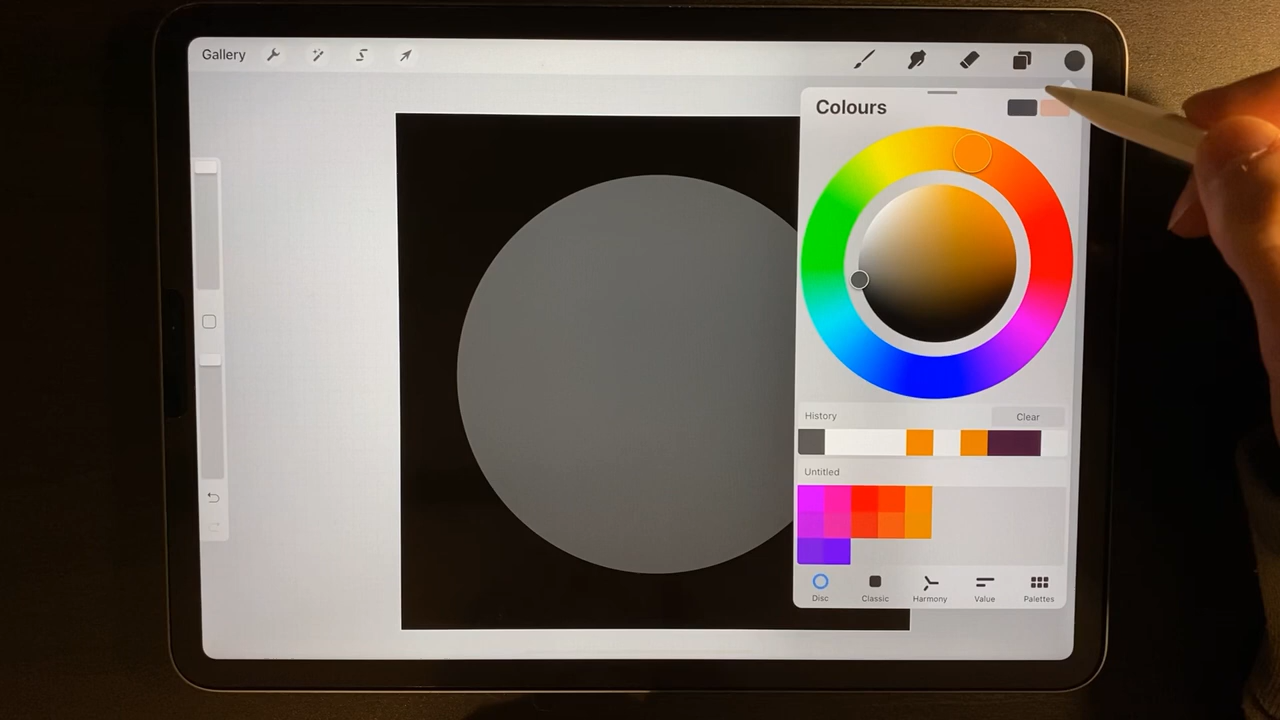 Gallery
Colours
History Clear
Untitled
Disc Classic Harmony Value Palettes